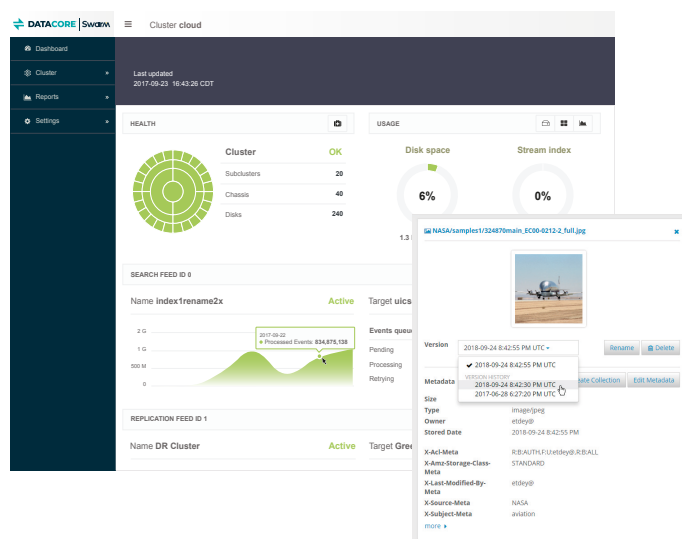 DATACORE Swarm
Cluster cloud
Dashboard
Cluster »
Reports »
Settings »
Last updated
2017-09-23 16:43:26 CDT
HEALTH
Cluster OK
Subclusters 20
Chassis 40
Disks 240
USAGE
Disk space
Stream index
6%
0%
1.3
SEARCH FEED ID 0
Name index1rename2x Active
Target uics
2 G
1 G
500 M
0
2017-09-22
Processed Events: 834,875,138
Events queu
Pending
Processing
Retrying
REPLICATION FEED ID 1
Name DR Cluster Active
Target Gree
NASA/samples1/324870main_EC00-0212-2_full.jpg ×
Version 2018-09-24 8:42:55 PM UTC Rename Delete
✔ 2018-09-24 8:42:55 PM UTC
VERSION HISTORY
2018-09-24 8:42:30 PM UTC
2017-06-28 6:27:20 PM UTC
Metadata ate Collection Edit Metadata
Size
Type image/jpeg
Owner etdey@
Stored Date 2018-09-24 8:42:55 PM
X-Acl-Meta R:B:AUTH,F:U:etdey@,R:B:ALL
X-Amz-Storage-Class-Meta STANDARD
X-Last-Modified-By-Meta etdey@
X-Source-Meta NASA
X-Subject-Meta aviation
more